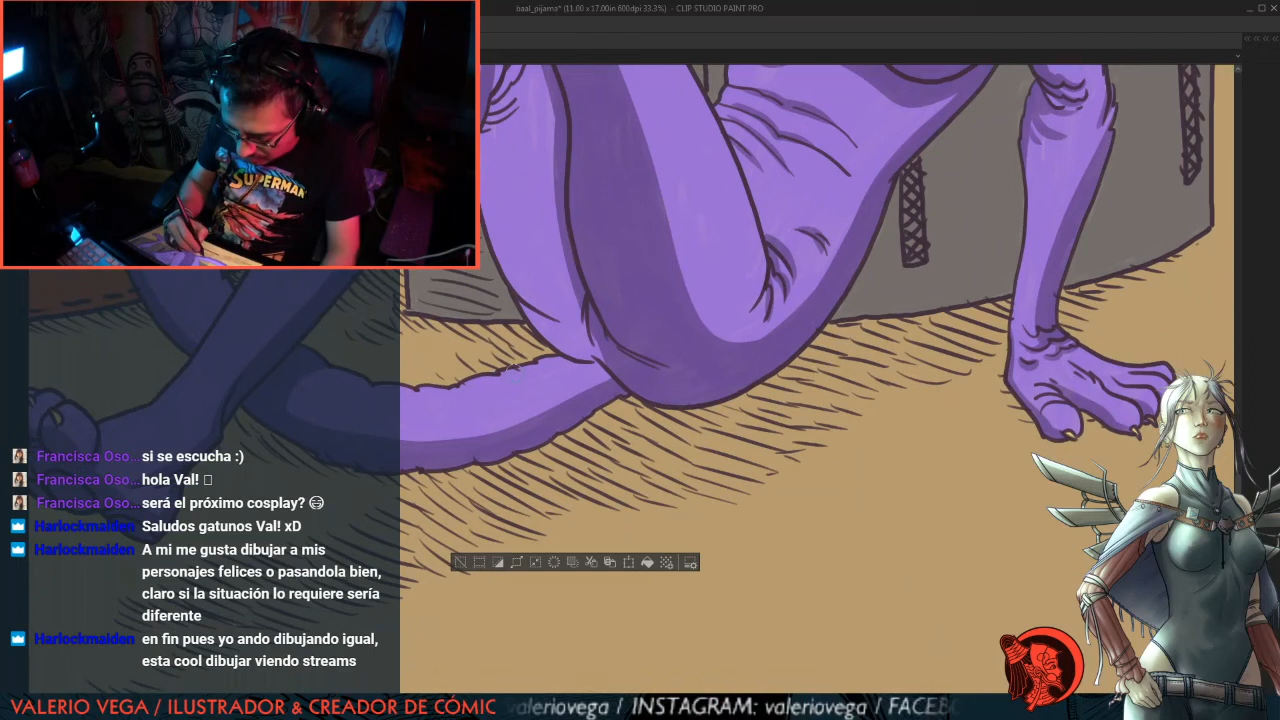 baal_pijama* (11.00 x 17.00in 600dpi 33.3%) - CLIP STUDIO PAINT PRO
SUPERMAN
Francisca Oso... si se escucha :)
Francisca Oso... hola Val!
Francisca Oso... será el próximo cosplay? 😂
Harlockmaiden Saludos gatunos Val! xD
Harlockmaiden A mi me gusta dibujar a mis
personajes felices o pasandola bien,
claro si la situación lo requiere sería
diferente
Harlockmaiden en fin pues yo ando dibujando igual,
esta cool dibujar viendo streams
VALERIO VEGA / ILUSTRADOR & CREADOR DE CÓMIC
aleriovega / INSTAGRAM: valeriovega / FACEB